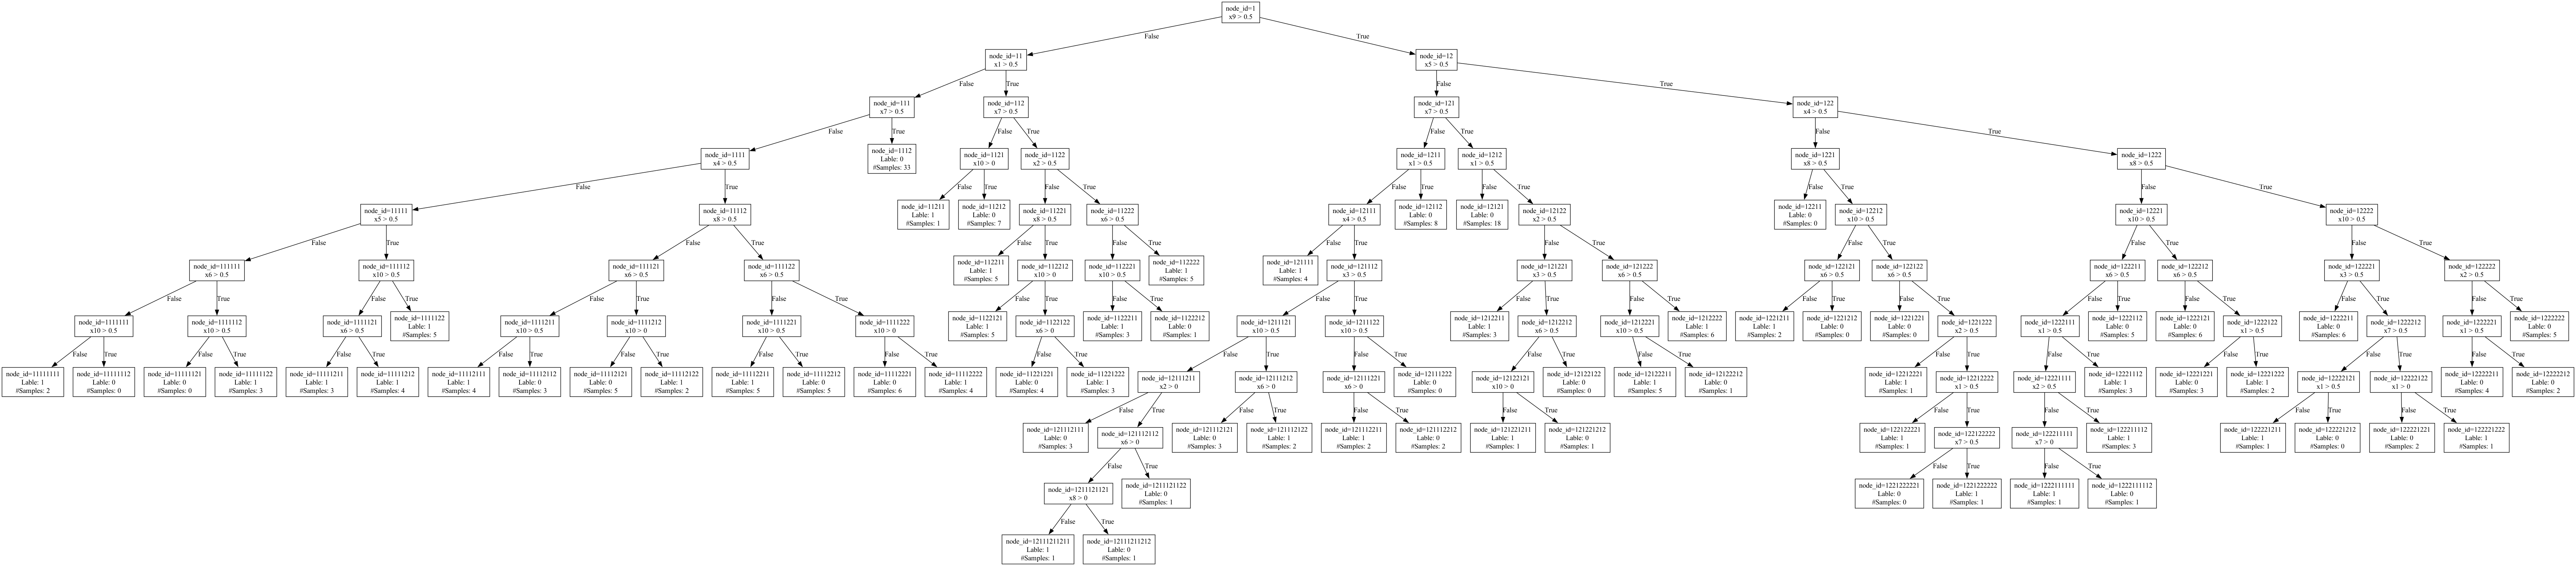 node_id=1
x9 > 0.5
False
True
node_id=11
x1 > 0.5
node_id=12
x5 > 0.5
False
True
False
True
node_id=111
x7 > 0.5
node_id=112
x7 > 0.5
node_id=121
x7 > 0.5
node_id=122
x4 > 0.5
False
True
False
True
False
True
False
True
node_id=1111
x4 > 0.5
node_id=1112
Lable: 0
#Samples: 33
node_id=1121
x10 > 0
node_id=1122
x2 > 0.5
node_id=1211
x1 > 0.5
node_id=1212
x1 > 0.5
node_id=1221
x8 > 0.5
node_id=1222
x8 > 0.5
False
True
False
True
False
True
False
True
False
True
False
True
False
True
node_id=11111
x5 > 0.5
node_id=11112
x8 > 0.5
node_id=11211
Lable: 1
#Samples: 1
node_id=11212
Lable: 0
#Samples: 7
node_id=11221
x8 > 0.5
node_id=11222
x6 > 0.5
node_id=12111
x4 > 0.5
node_id=12112
Lable: 0
#Samples: 8
node_id=12121
Lable: 0
#Samples: 18
node_id=12122
x2 > 0.5
node_id=12211
Lable: 0
#Samples: 0
node_id=12212
x10 > 0.5
node_id=12221
x10 > 0.5
node_id=12222
x10 > 0.5
False
True
False
True
False
True
False
True
False
True
False
True
False
True
False
True
False
True
node_id=111111
x6 > 0.5
node_id=111112
x10 > 0.5
node_id=111121
x6 > 0.5
node_id=111122
x6 > 0.5
node_id=112211
Lable: 1
#Samples: 5
node_id=112212
x10 > 0
node_id=112221
x10 > 0.5
node_id=112222
Lable: 1
#Samples: 5
node_id=121111
Lable: 1
#Samples: 4
node_id=121112
x3 > 0.5
node_id=121221
x3 > 0.5
node_id=121222
x6 > 0.5
node_id=122121
x6 > 0.5
node_id=122122
x6 > 0.5
node_id=122211
x6 > 0.5
node_id=122212
x6 > 0.5
node_id=122221
x3 > 0.5
node_id=122222
x2 > 0.5
False
True
False
True
False
True
False
True
False
True
False
True
False
True
False
True
False
True
False
True
False
True
False
True
False
True
False
True
False
True
node_id=1111111
x10 > 0.5
node_id=1111112
x10 > 0.5
node_id=1111121
x6 > 0.5
node_id=1111122
Lable: 1
#Samples: 5
node_id=1111211
x10 > 0.5
node_id=1111212
x10 > 0
node_id=1111221
x10 > 0.5
node_id=1111222
x10 > 0
node_id=1122121
Lable: 1
#Samples: 5
node_id=1122122
x6 > 0
node_id=1122211
Lable: 1
#Samples: 3
node_id=1122212
Lable: 0
#Samples: 1
node_id=1211121
x10 > 0.5
node_id=1211122
x10 > 0.5
node_id=1212211
Lable: 1
#Samples: 3
node_id=1212212
x6 > 0.5
node_id=1212221
x10 > 0.5
node_id=1212222
Lable: 1
#Samples: 6
node_id=1221211
Lable: 1
#Samples: 2
node_id=1221212
Lable: 0
#Samples: 0
node_id=1221221
Lable: 0
#Samples: 0
node_id=1221222
x2 > 0.5
node_id=1222111
x1 > 0.5
node_id=1222112
Lable: 0
#Samples: 5
node_id=1222121
Lable: 0
#Samples: 6
node_id=1222122
x1 > 0.5
node_id=1222211
Lable: 0
#Samples: 6
node_id=1222212
x7 > 0.5
node_id=1222221
x1 > 0.5
node_id=1222222
Lable: 0
#Samples: 5
False
True
False
True
False
True
False
True
False
True
False
True
False
True
False
True
False
True
False
True
False
True
False
True
False
True
False
True
False
True
False
True
False
True
node_id=11111111
Lable: 1
#Samples: 2
node_id=11111112
Lable: 0
#Samples: 0
node_id=11111121
Lable: 0
#Samples: 0
node_id=11111122
Lable: 1
#Samples: 3
node_id=11111211
Lable: 1
#Samples: 3
node_id=11111212
Lable: 1
#Samples: 4
node_id=11112111
Lable: 1
#Samples: 4
node_id=11112112
Lable: 0
#Samples: 3
node_id=11112121
Lable: 0
#Samples: 5
node_id=11112122
Lable: 1
#Samples: 2
node_id=11112211
Lable: 1
#Samples: 5
node_id=11112212
Lable: 0
#Samples: 5
node_id=11112221
Lable: 0
#Samples: 6
node_id=11112222
Lable: 1
#Samples: 4
node_id=11221221
Lable: 0
#Samples: 4
node_id=11221222
Lable: 1
#Samples: 3
node_id=12111211
x2 > 0
node_id=12111212
x6 > 0
node_id=12111221
x6 > 0
node_id=12111222
Lable: 0
#Samples: 0
node_id=12122121
x10 > 0
node_id=12122122
Lable: 0
#Samples: 0
node_id=12122211
Lable: 1
#Samples: 5
node_id=12122212
Lable: 0
#Samples: 1
node_id=12212221
Lable: 1
#Samples: 1
node_id=12212222
x1 > 0.5
node_id=12221111
x2 > 0.5
node_id=12221112
Lable: 1
#Samples: 3
node_id=12221221
Lable: 0
#Samples: 3
node_id=12221222
Lable: 1
#Samples: 2
node_id=12222121
x1 > 0.5
node_id=12222122
x1 > 0
node_id=12222211
Lable: 0
#Samples: 4
node_id=12222212
Lable: 0
#Samples: 2
False
True
False
True
False
True
False
True
False
True
False
True
False
True
False
True
node_id=121112111
Lable: 0
#Samples: 3
node_id=121112112
x6 > 0
node_id=121112121
Lable: 0
#Samples: 3
node_id=121112122
Lable: 1
#Samples: 2
node_id=121112211
Lable: 1
#Samples: 2
node_id=121112212
Lable: 0
#Samples: 2
node_id=121221211
Lable: 1
#Samples: 1
node_id=121221212
Lable: 0
#Samples: 1
node_id=122122221
Lable: 1
#Samples: 1
node_id=122122222
x7 > 0.5
node_id=122211111
x7 > 0
node_id=122211112
Lable: 1
#Samples: 3
node_id=122221211
Lable: 1
#Samples: 1
node_id=122221212
Lable: 0
#Samples: 0
node_id=122221221
Lable: 0
#Samples: 2
node_id=122221222
Lable: 1
#Samples: 1
False
True
False
True
False
True
node_id=1211121121
x8 > 0
node_id=1211121122
Lable: 0
#Samples: 1
node_id=1221222221
Lable: 0
#Samples: 0
node_id=1221222222
Lable: 1
#Samples: 1
node_id=1222111111
Lable: 1
#Samples: 1
node_id=1222111112
Lable: 0
#Samples: 1
False
True
node_id=12111211211
Lable: 1
#Samples: 1
node_id=12111211212
Lable: 0
#Samples: 1